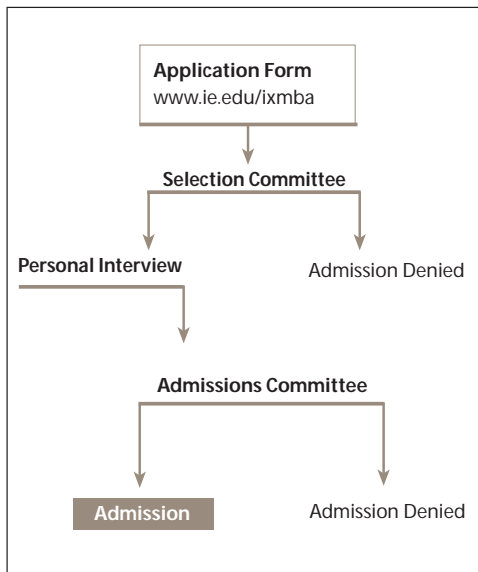 Application Form
www.ie.edu/ixmba
Selection Committee
Personal Interview
Admission Denied
Admissions Committee
Admission
Admission Denied